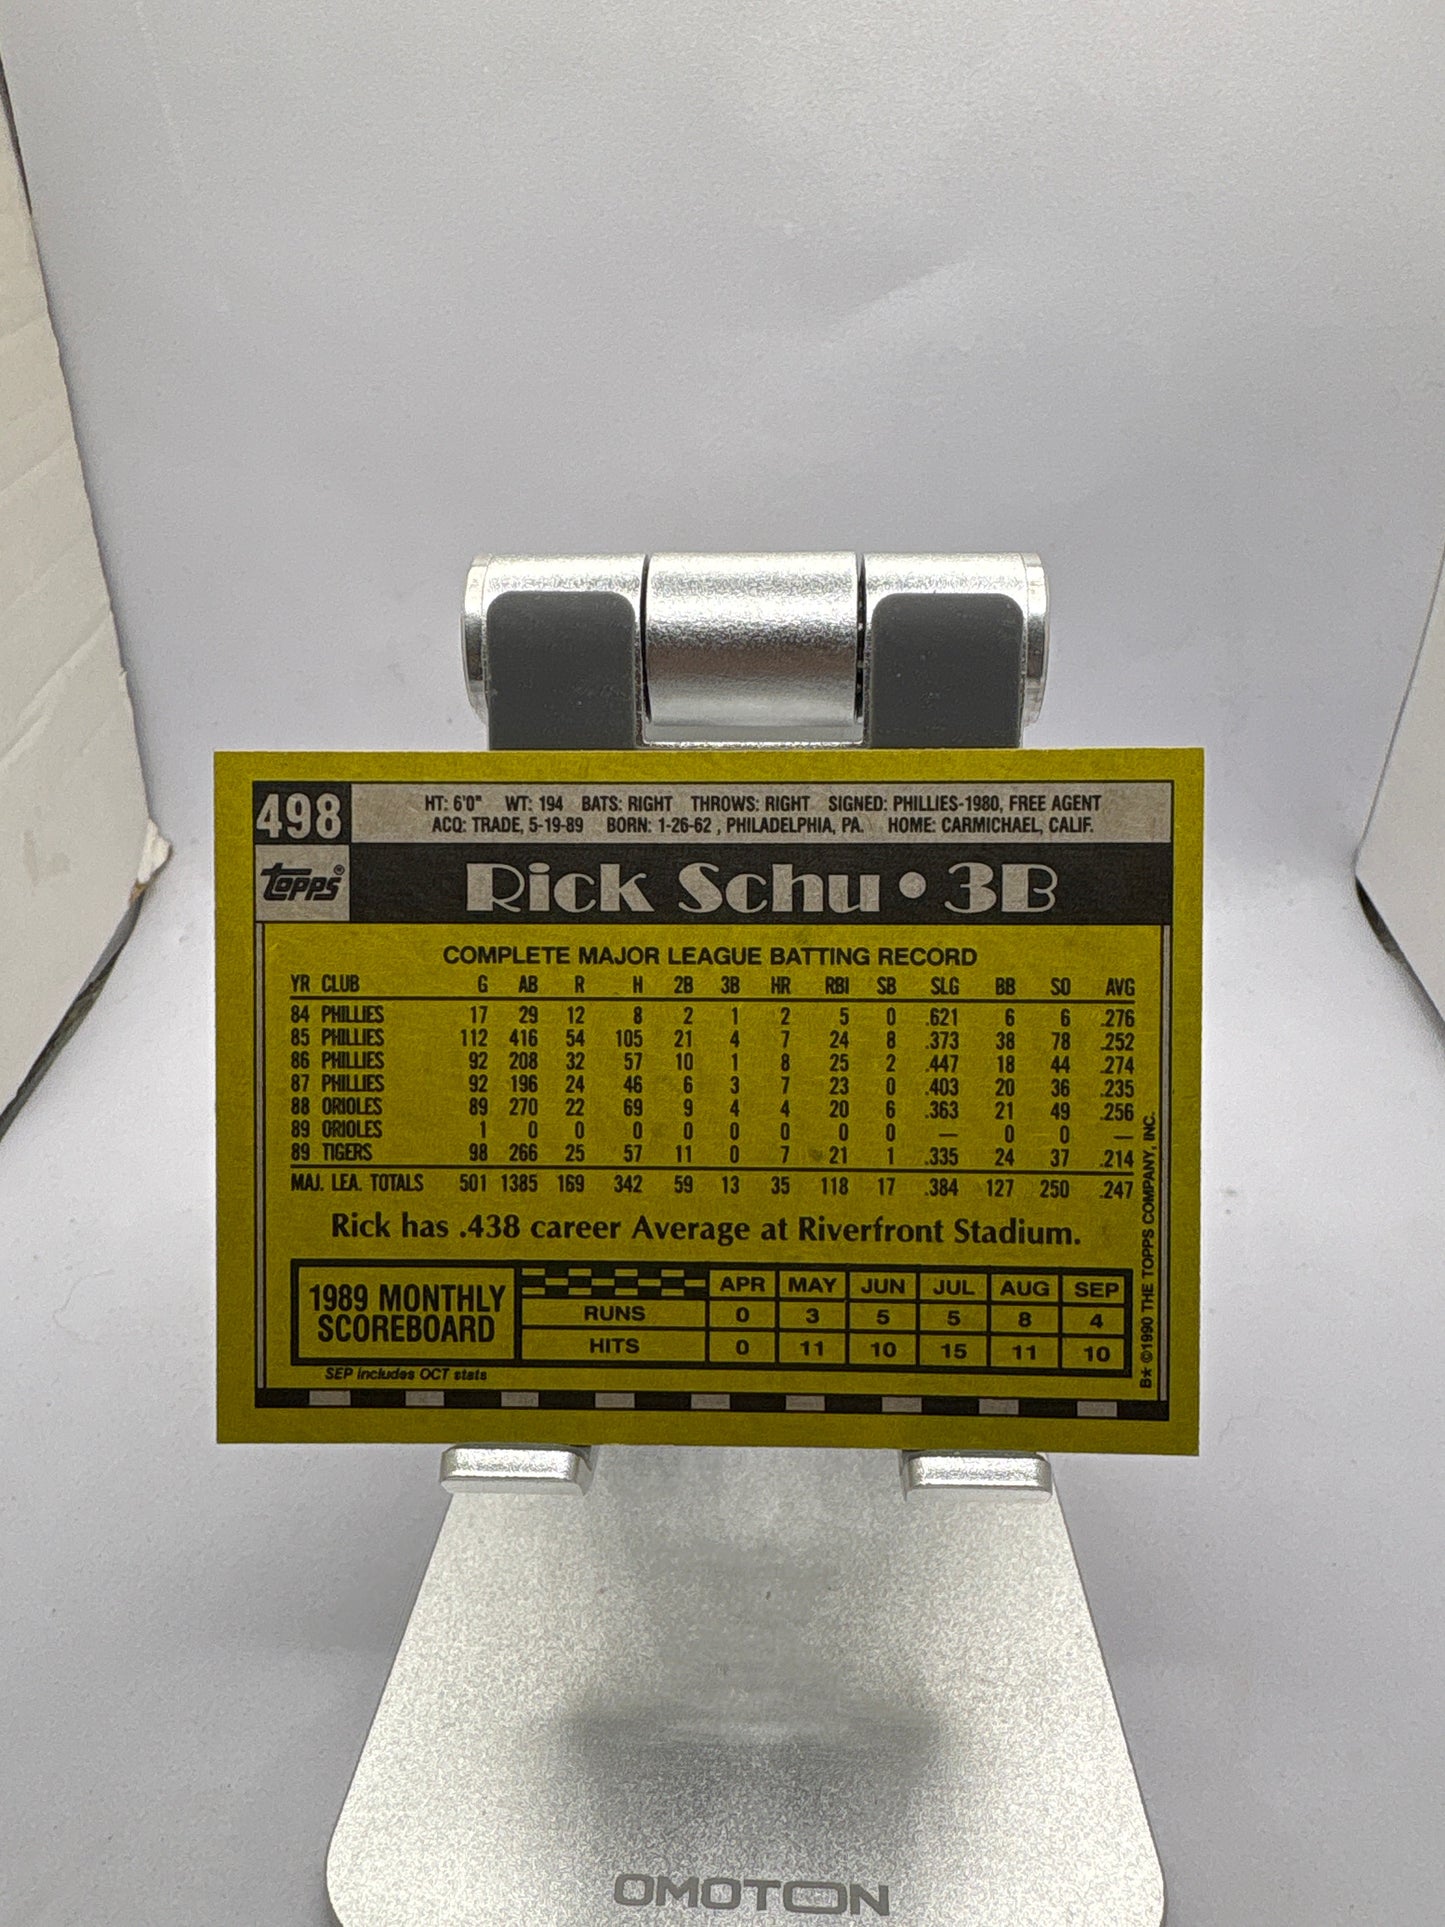 498
HT: 6'0" WT: 194 BATS: RIGHT THROWS: RIGHT SIGNED: PHILLIES-1980, FREE AGENT
ACQ: TRADE, 5-19-89 BORN: 1-26-62 , PHILADELPHIA, PA. HOME: CARMICHAEL, CALIF.
topps®
Rick Schu • 3B
COMPLETE MAJOR LEAGUE BATTING RECORD
YR CLUB G AB R H 2B 3B HR RBI SB SLG BB SO AVG
84 PHILLIES 17 29 12 8 2 1 2 5 0 .621 6 6 .276
85 PHILLIES 112 416 54 105 21 4 7 24 8 .373 38 78 .252
86 PHILLIES 92 208 32 57 10 1 8 25 2 .447 18 44 .274
87 PHILLIES 92 196 24 46 6 3 7 23 0 .403 20 36 .235
88 ORIOLES 89 270 22 69 9 4 4 20 6 .363 21 49 .256
89 ORIOLES 1 0 0 0 0 0 0 0 0 — 0 0 —
89 TIGERS 98 266 25 57 11 0 7 21 1 .335 24 37 .214
MAJ. LEA. TOTALS 501 1385 169 342 59 13 35 118 17 .384 127 250 .247
Rick has .438 career Average at Riverfront Stadium.
1989 MONTHLY
SCOREBOARD
APR MAY JUN JUL AUG SEP
RUNS 0 3 5 5 8 4
HITS 0 11 10 15 11 10
SEP includes OCT stats
B* ©1990 THE TOPPS COMPANY, INC.
OMOTON